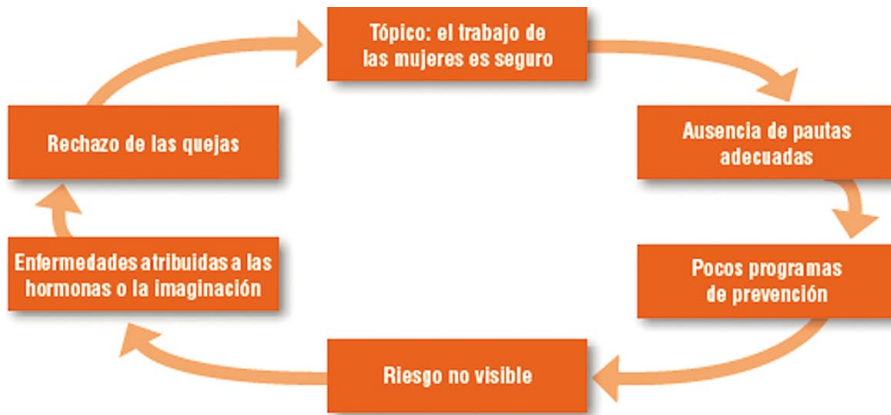 Tópico: el trabajo de
las mujeres es seguro
Ausencia de pautas
adecuadas
Pocos programas
de prevención
Riesgo no visible
Enfermedades atribuidas a las
hormonas o la imaginación
Rechazo de las quejas